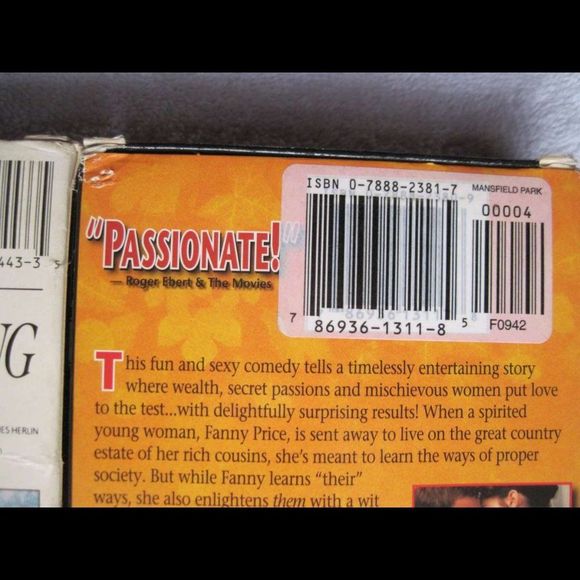 443-3
5
NG
ES HERLIN
ISBN 0-7888-2381-7 MANSFIELD PARK
00004
7 86936-1311-8 5 F0942
"PASSIONATE!"
— Roger Ebert & The Movies
This fun and sexy comedy tells a timelessly entertaining story
where wealth, secret passions and mischievous women put love
to the test...with delightfully surprising results! When a spirited
young woman, Fanny Price, is sent away to live on the great country
estate of her rich cousins, she's meant to learn the ways of proper
society. But while Fanny learns "their"
ways, she also enlightens them with a wit